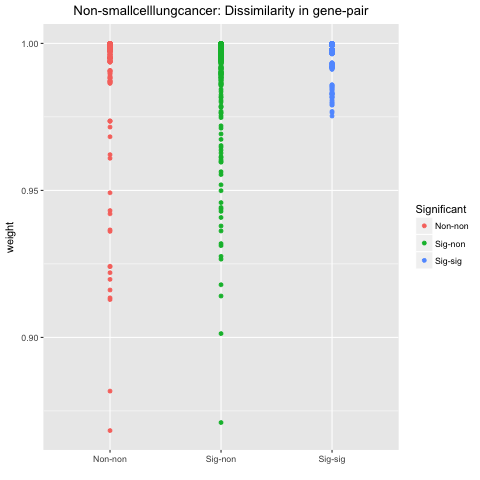 Non-smallcelllungcancer: Dissimilarity in gene-pair
1.00
0.95
0.90
weight
Non-non
Sig-non
Sig-sig
Significant
Non-non
Sig-non
Sig-sig